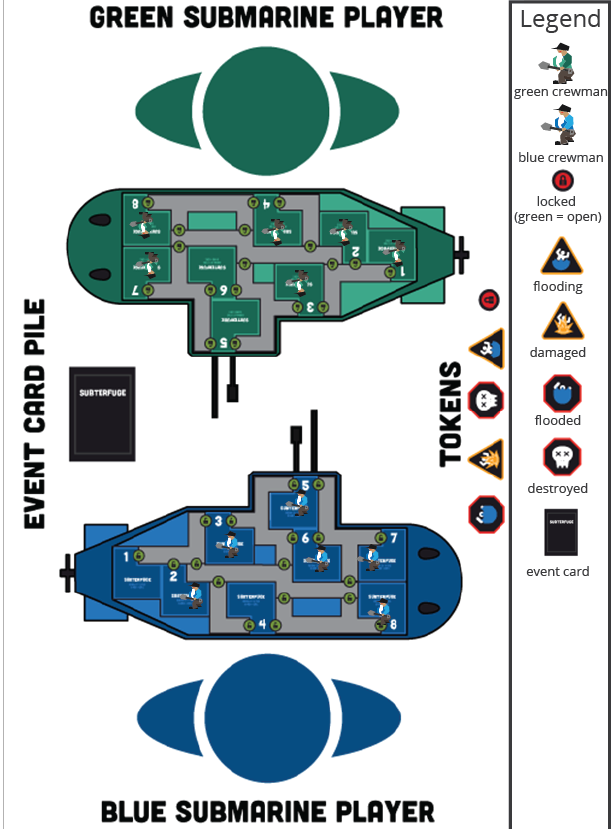 GREEN SUBMARINE PLAYER
Legend
green crewman
blue crewman
locked
(green = open)
flooding
damaged
flooded
destroyed
SUBTERFUGE
event card
8
4
2
1
7
6
3
5
EVENT CARD PILE
SUBTERFUGE
TOKENS
5
3
6
7
1
2
4
8
SUBTERFUGE
BLUE SUBMARINE PLAYER